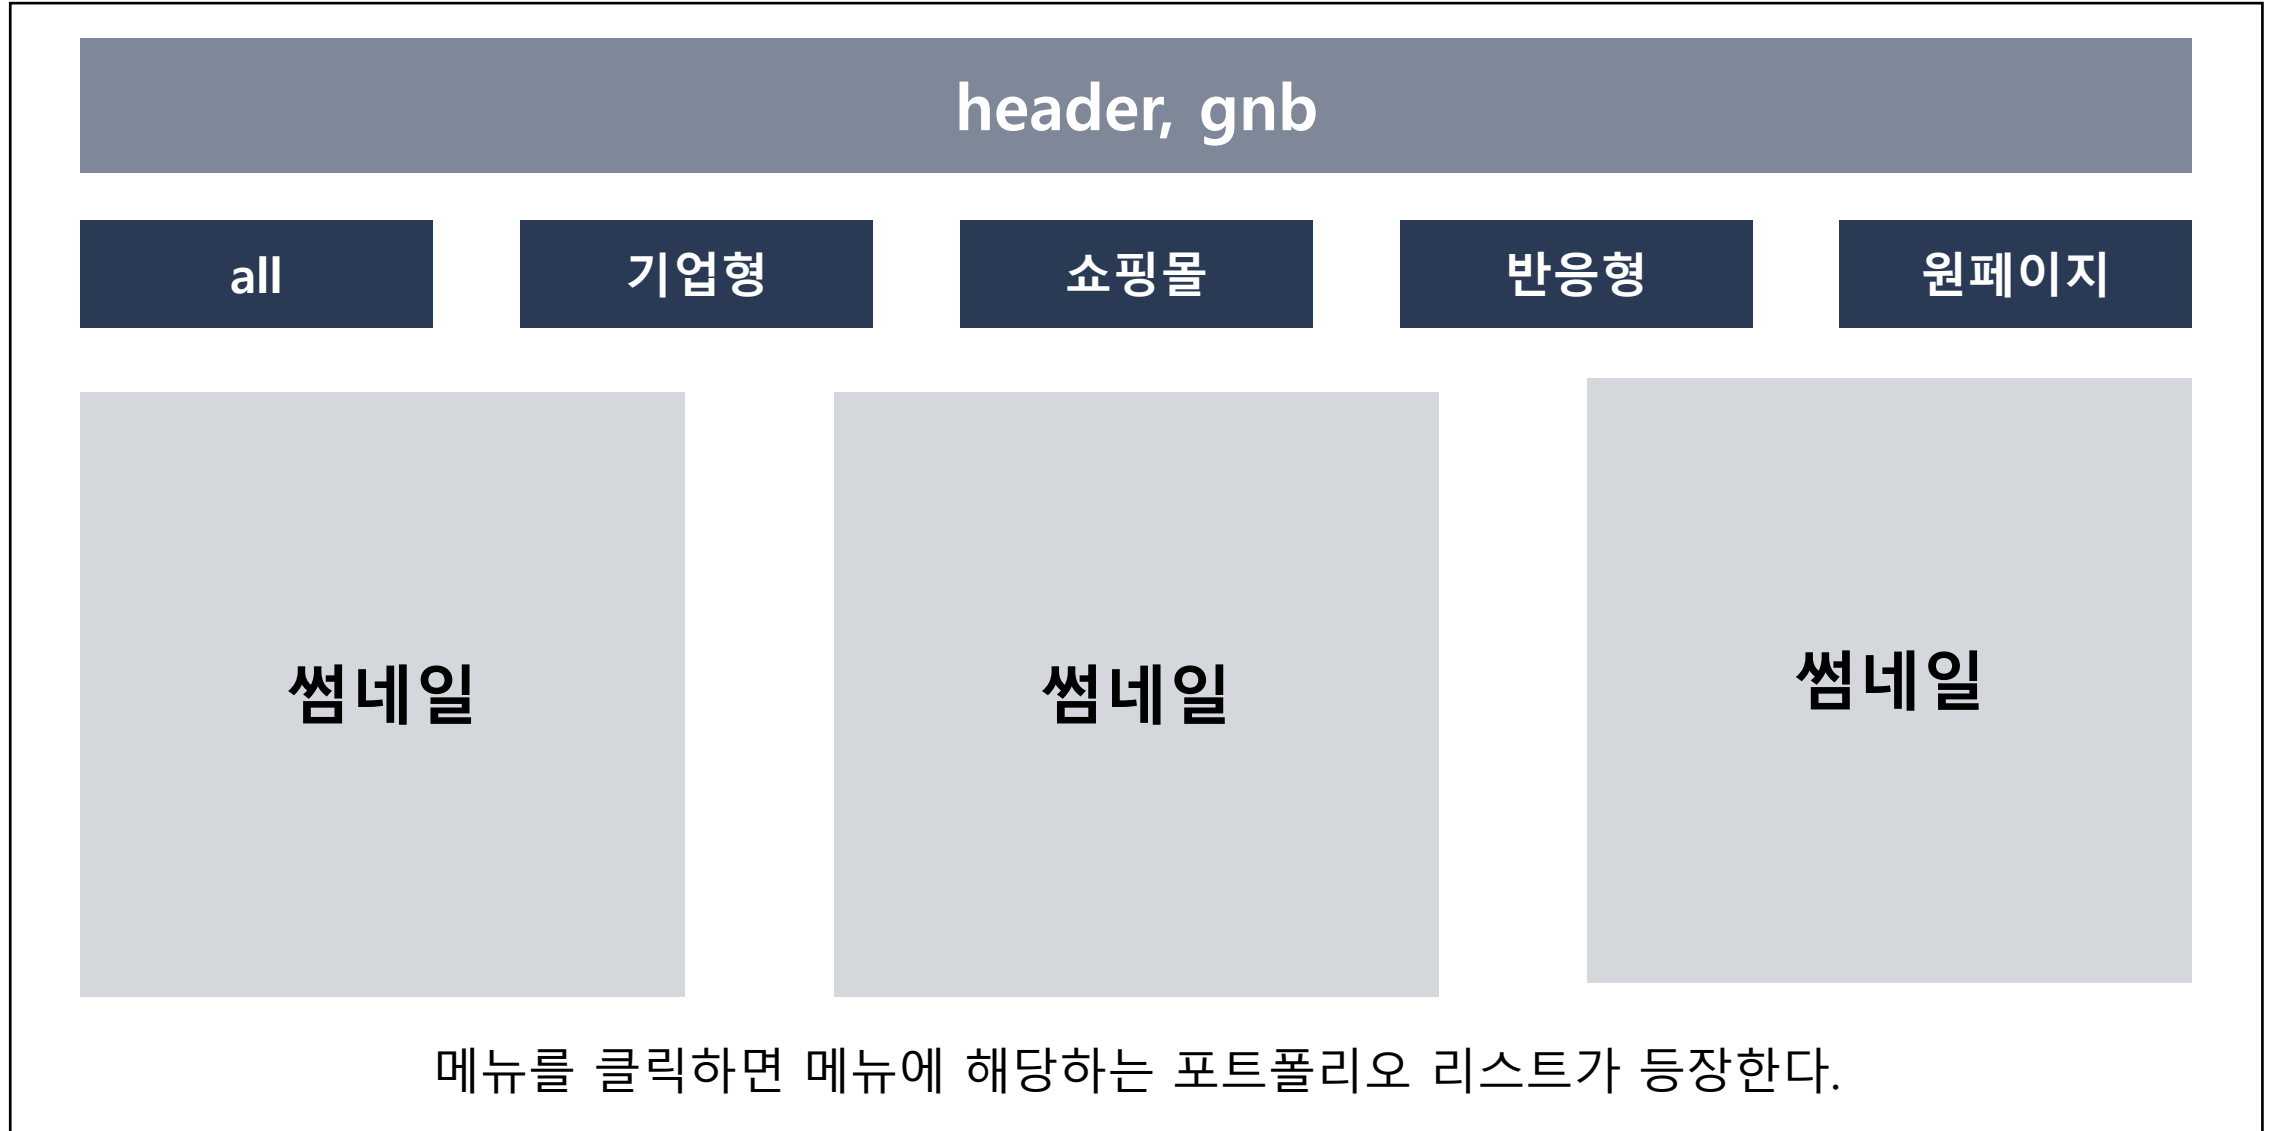 header, gnb
all 기업형 쇼핑몰 반응형 원페이지
썸네일 썸네일 썸네일
메뉴를 클릭하면 메뉴에 해당하는 포트폴리오 리스트가 등장한다.